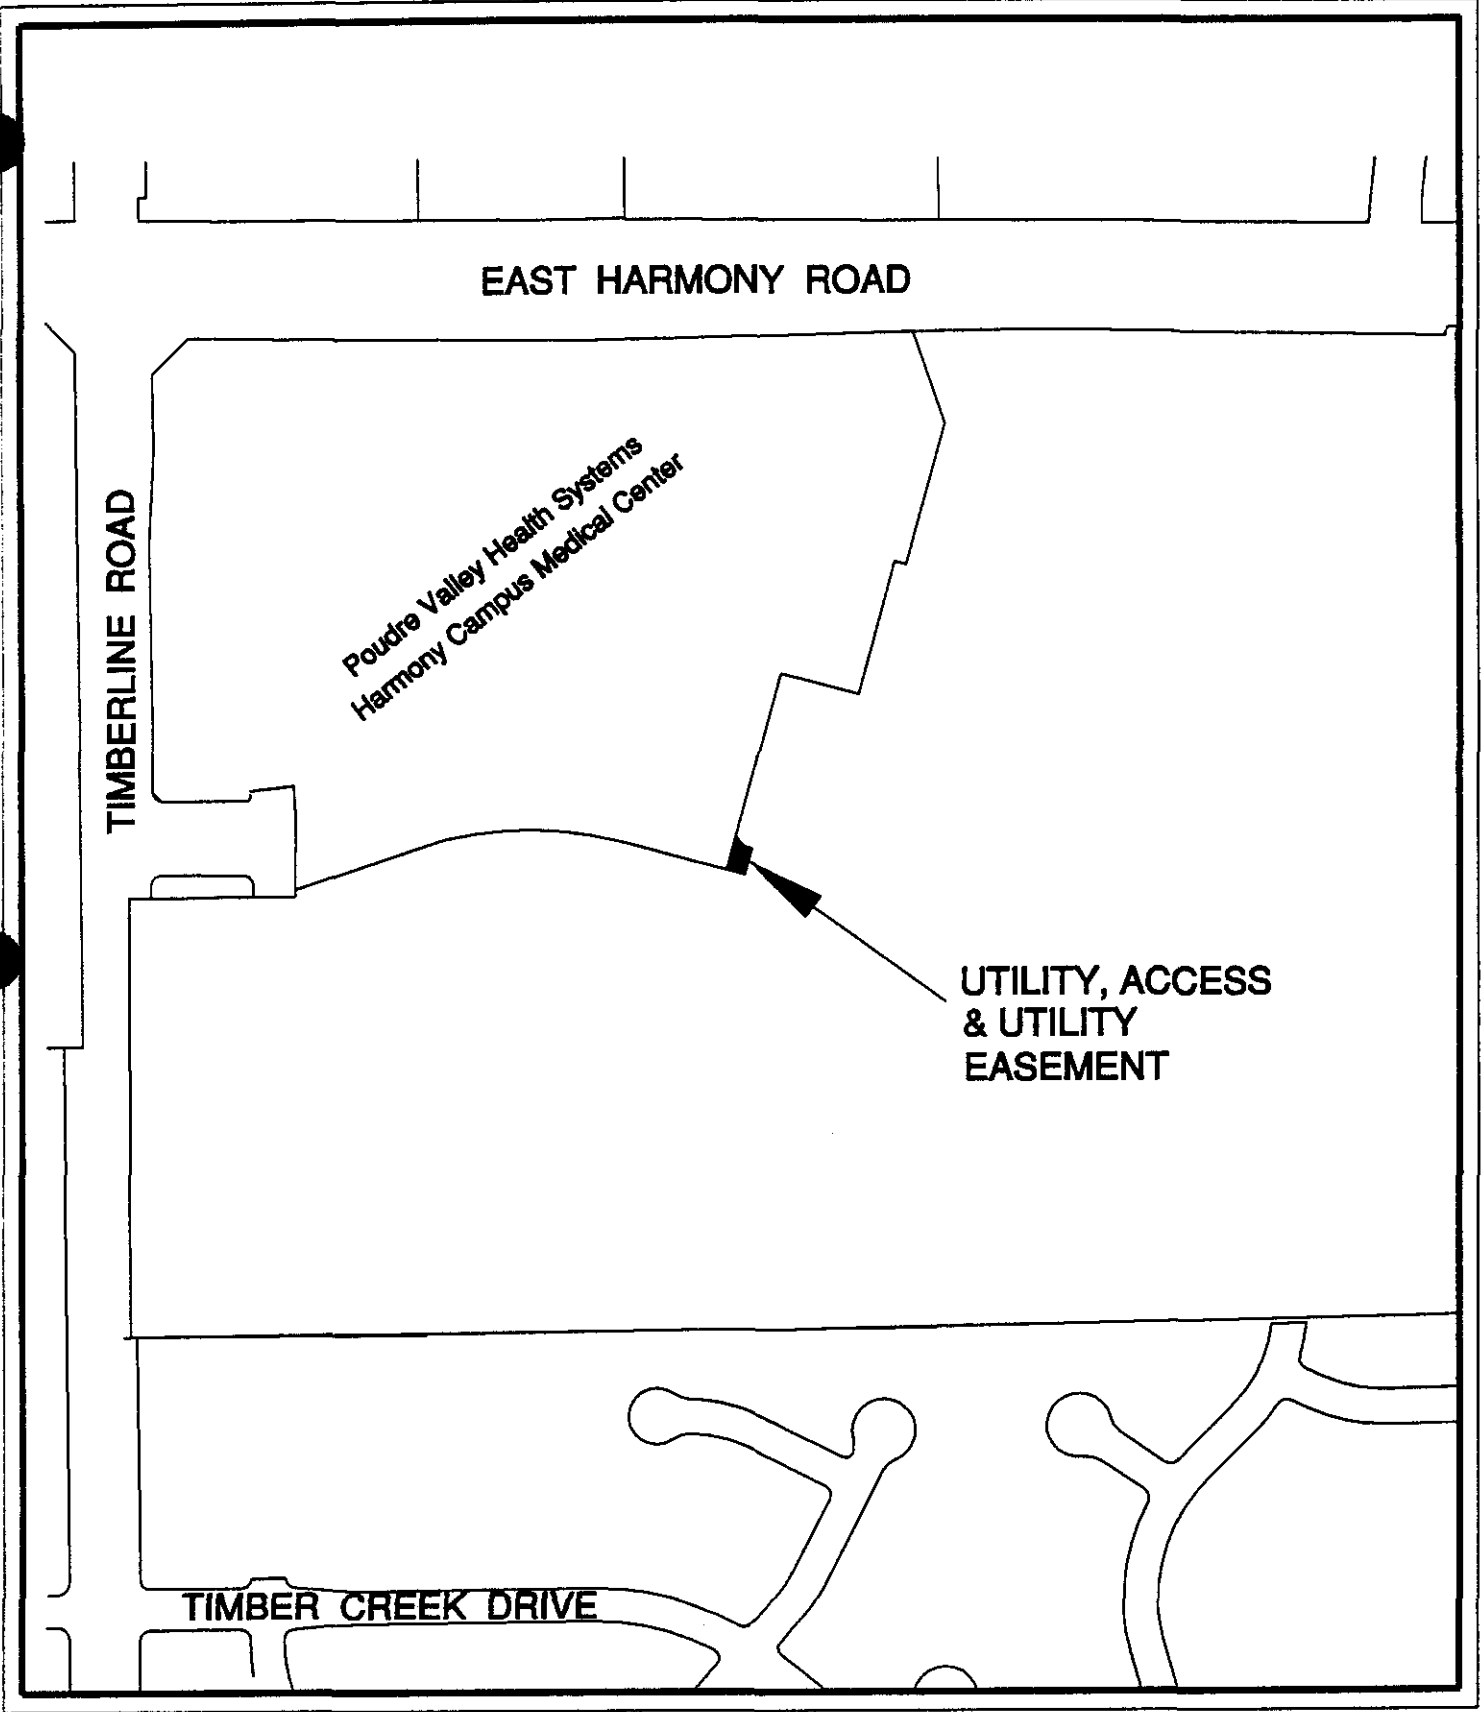 EAST HARMONY ROAD
Poudre Valley Health Systems
Harmony Campus Medical Center
TIMBERLINE ROAD
UTILITY, ACCESS
& UTILITY
EASEMENT
TIMBER CREEK DRIVE